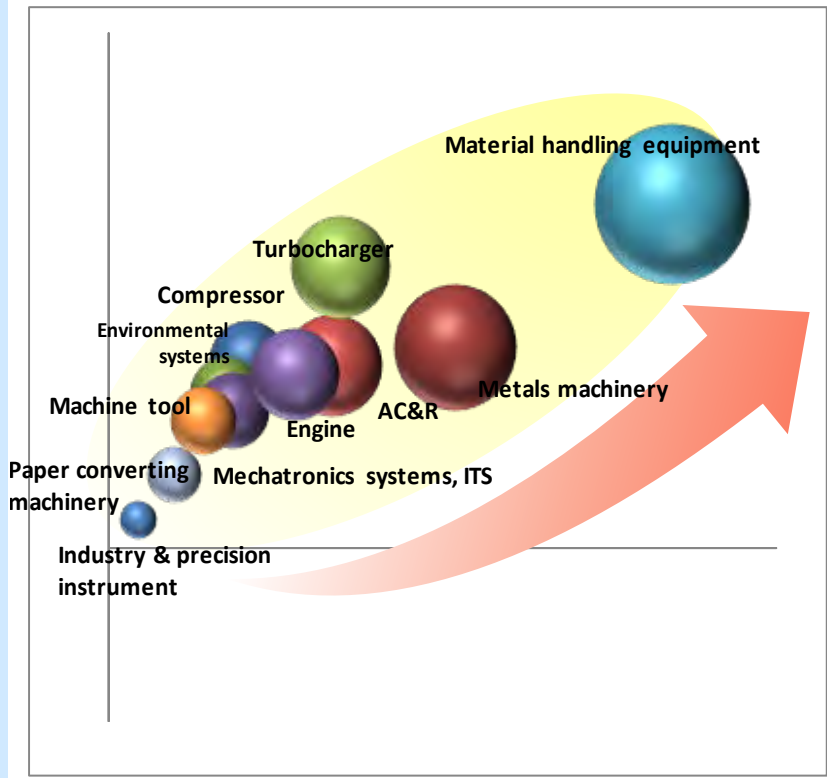 Material handling equipment
Turbocharger
Compressor
Environmental
systems
Metals machinery
Machine tool
AC&R
Engine
Paper converting
machinery
Mechatronics systems, ITS
Industry & precision
instrument